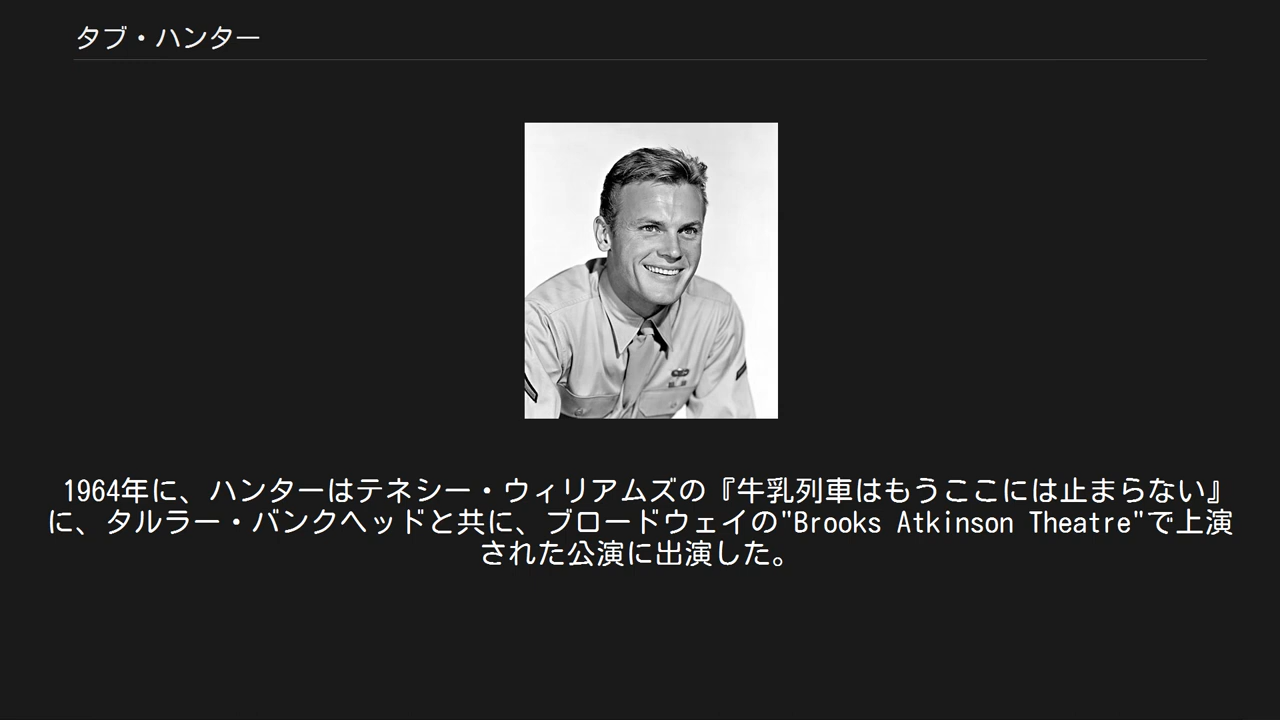 タブ・ハンター
1964年に、ハンターはテネシー・ウィリアムズの『牛乳列車はもうここには止まらない』
に、タルラー・バンクヘッドと共に、ブロードウェイの"Brooks Atkinson Theatre"で上演
された公演に出演した。